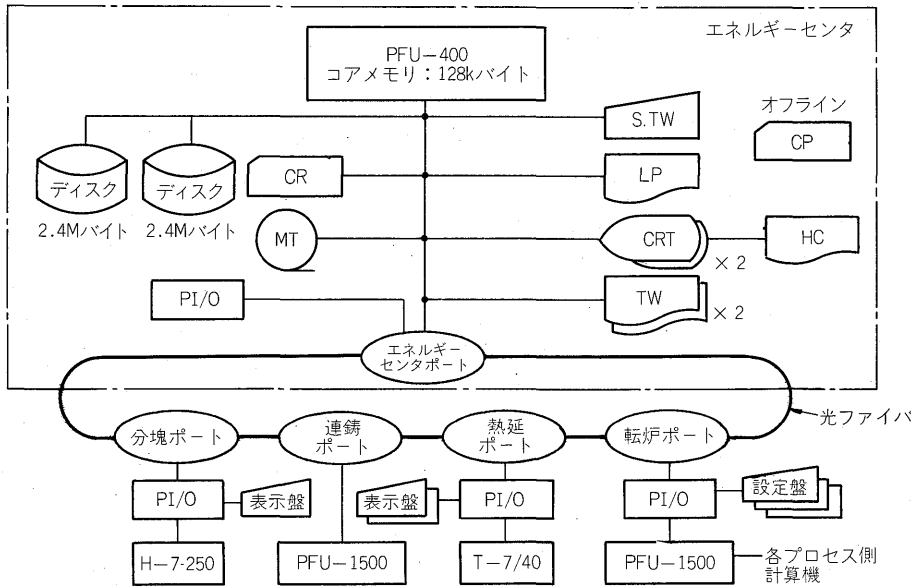 エネルギーセンタ
PFU-400
コアメモリ:128kバイト
オフライン
S.TW
CP
ディスク
ディスク
CR
LP
2.4Mバイト
2.4Mバイト
MT
CRT
HC
×2
PI/O
TW
×2
エネルギー
センタポート
光ファイバ
分塊ポート
連鋳
ポート
熱延
ポート
転炉ポート
PI/O
表示盤
表示盤
PI/O
PI/O
設定盤
H-7-250
PFU-1500
T-7/40
PFU-1500
各プロセス側
計算機